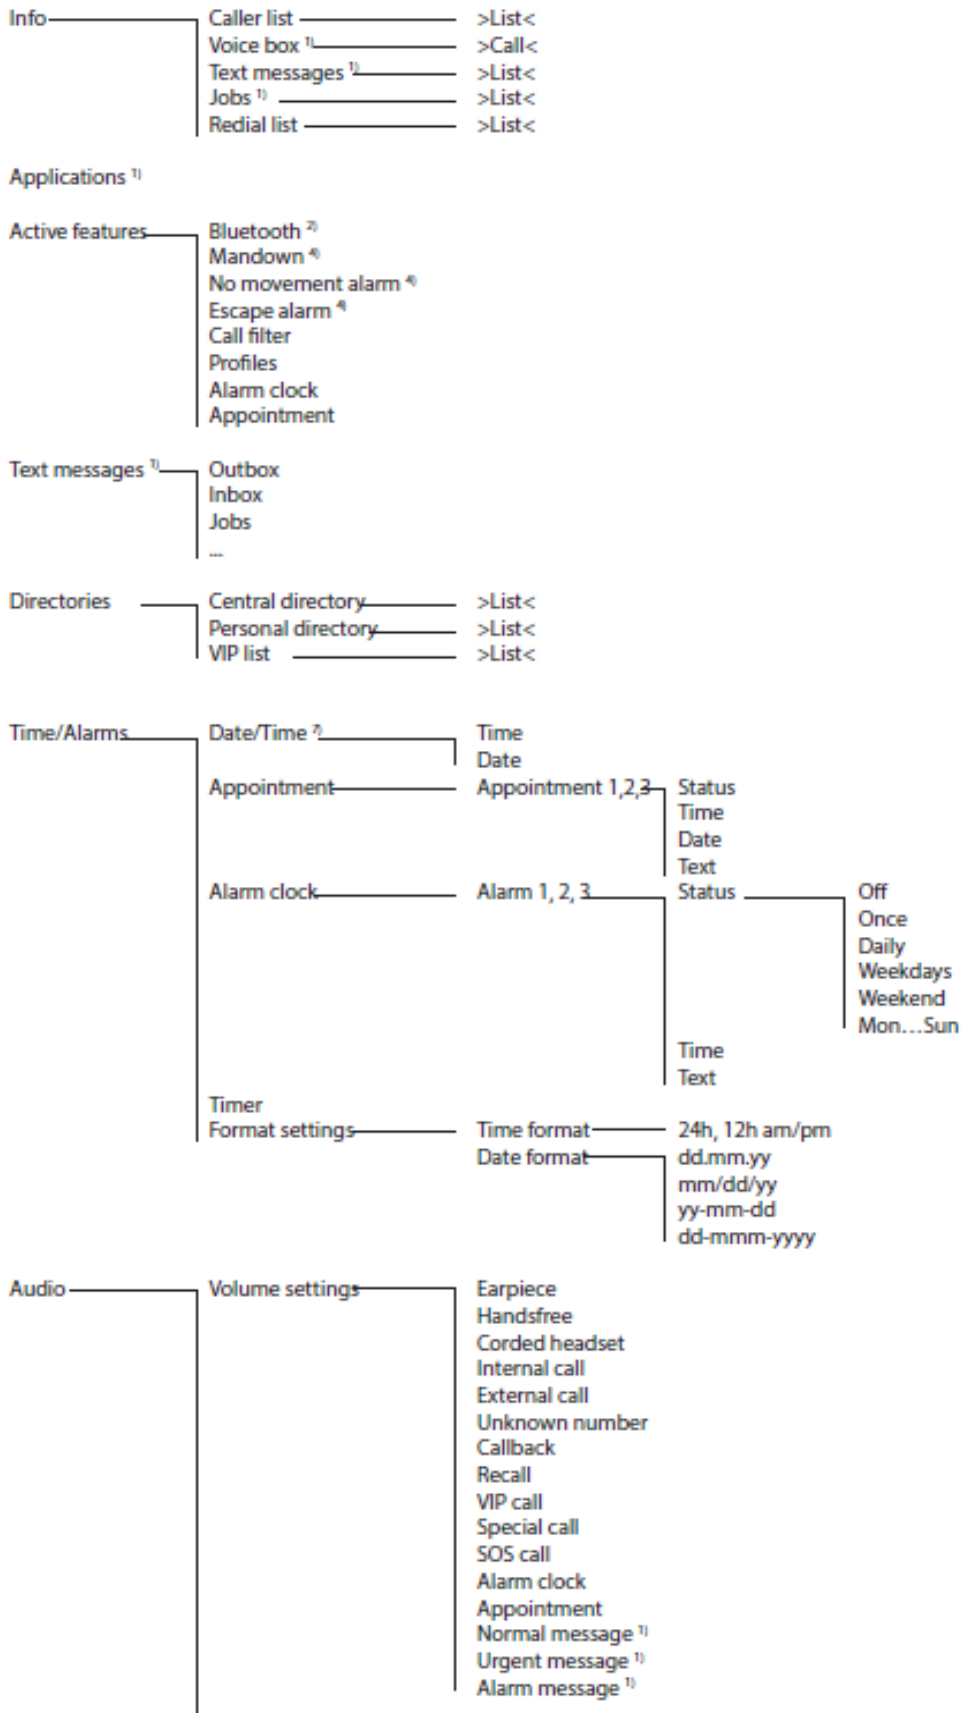 Info Caller list >List<
Voice box 1) >Call<
Text messages 1) >List<
Jobs 1) >List<
Redial list >List<
Applications 1)
Active features Bluetooth 2)
Mandown 4)
No movement alarm 4)
Escape alarm 4)
Call filter
Profiles
Alarm clock
Appointment
Text messages 1) Outbox
Inbox
Jobs
...
Directories Central directory >List<
Personal directory >List<
VIP list >List<
Time/Alarms Date/Time 7) Time
Date
Appointment Appointment 1,2,3 Status
Time
Date
Text
Alarm clock Alarm 1, 2, 3 Status Off
Once
Daily
Weekdays
Weekend
Mon…Sun
Time
Text
Timer
Format settings Time format 24h, 12h am/pm
Date format dd.mm.yy
mm/dd/yy
yy-mm-dd
dd-mmm-yyyy
Audio Volume settings Earpiece
Handsfree
Corded headset
Internal call
External call
Unknown number
Callback
Recall
VIP call
Special call
SOS call
Alarm clock
Appointment
Normal message 1)
Urgent message 1)
Alarm message 1)